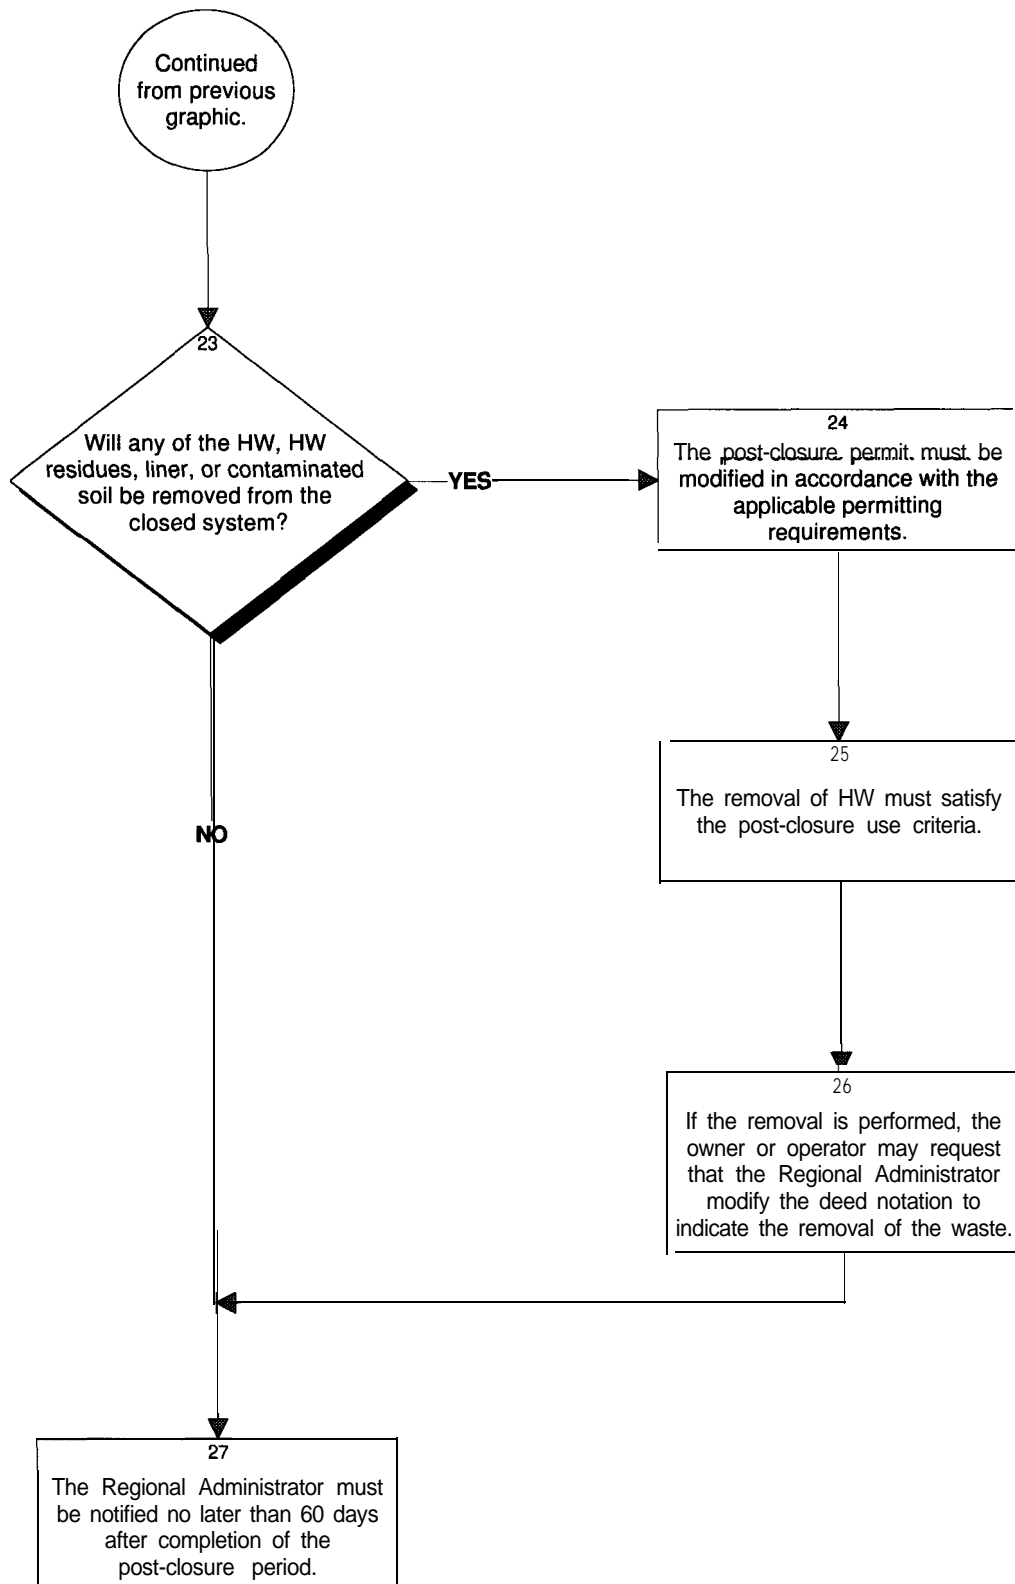 Continued
from previous
graphic.
23
Will any of the HW, HW
residues, liner, or contaminated
soil be removed from the
closed system?
YES
24
The post-closure permit must be
modified in accordance with the
applicable permitting
requirements.
25
The removal of HW must satisfy
the post-closure use criteria.
NO
26
If the removal is performed, the
owner or operator may request
that the Regional Administrator
modify the deed notation to
indicate the removal of the waste.
27
The Regional Administrator must
be notified no later than 60 days
after completion of the
post-closure period.